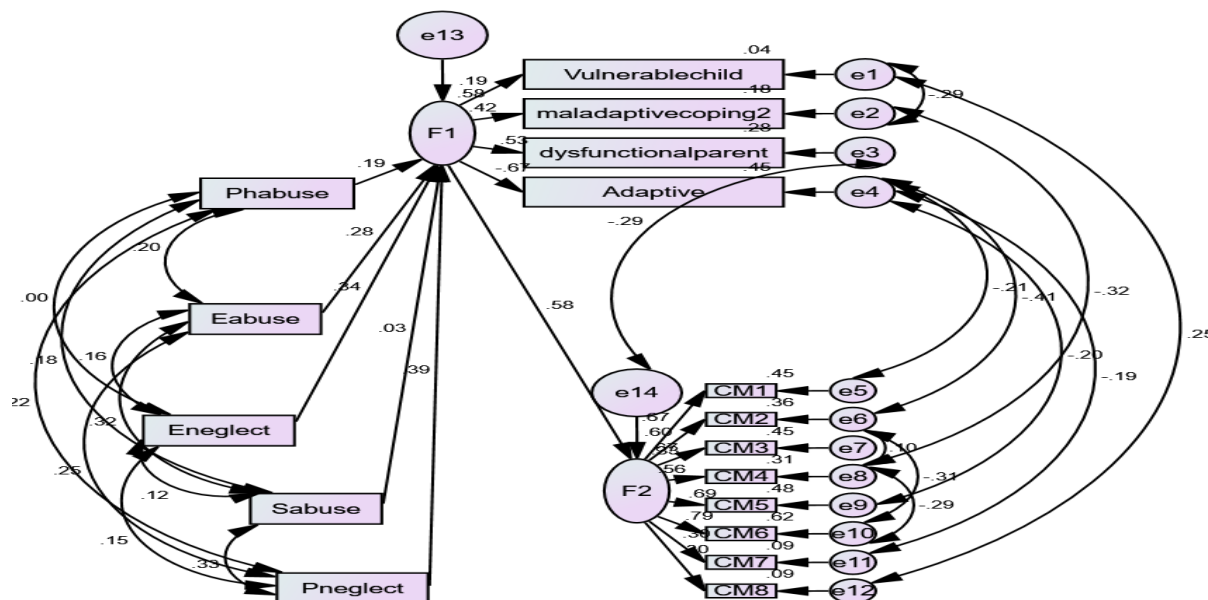 e13
.04
.19
Vulnerablechild
e1
.59
.18
-.29
.42
maladaptivecoping2
e2
F1
.28
.53
dysfunctionalparent
e3
.19
-.67
.45
Phabuse
Adaptive
e4
-.29
.20
.28
.34
-.21
.00
-.41
-.32
Eabuse
.58
.03
.25
.18
.16
-.20
.39
-.19
.45
e14
CM1
e5
.22
.36
.67
.32
CM2
e6
Eneglect
.60
.45
CM3
e7
.10
.31
.25
.56
CM4
e8
-.31
F2
.48
.12
.69
CM5
e9
-.29
Sabuse
.79
.62
CM6
e10
.15
.30
.09
.33
CM7
e11
.09
Pneglect
CM8
e12